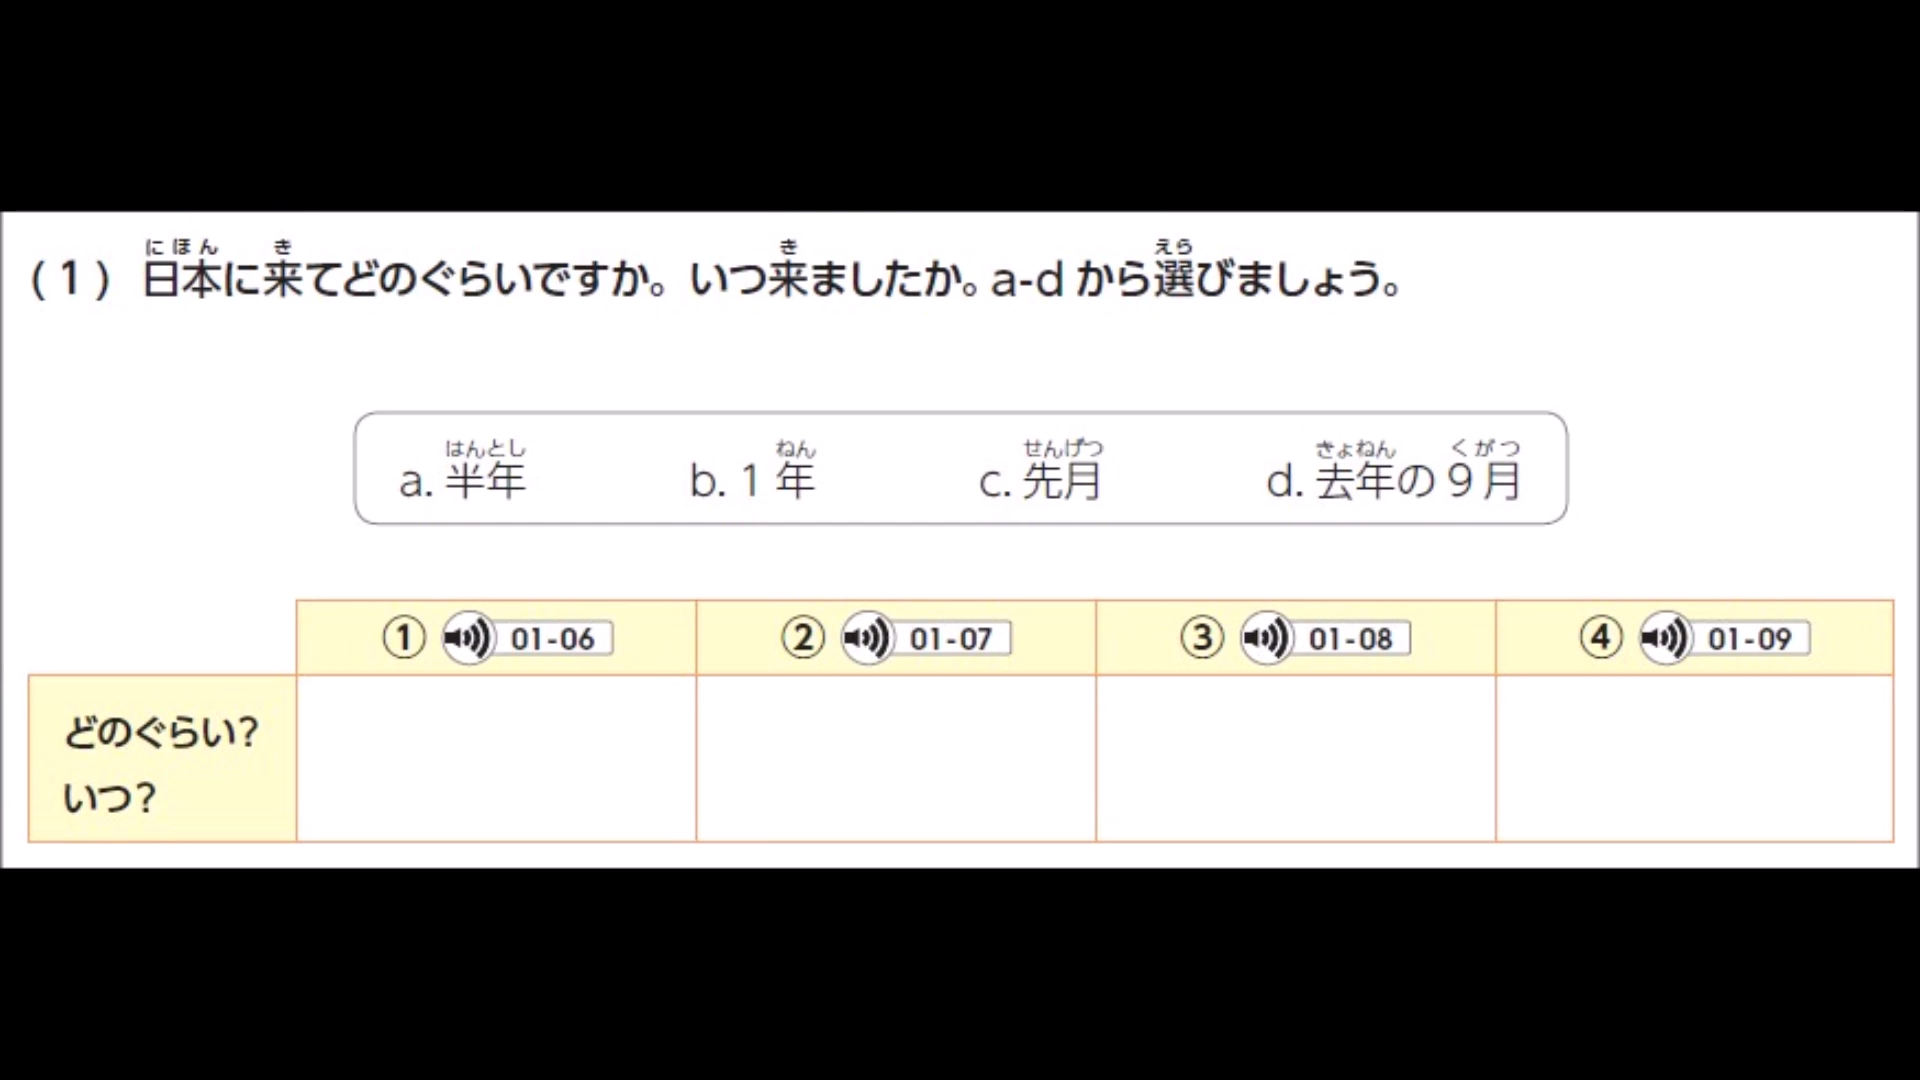 (1) 日本に来てどのぐらいですか。いつ来ましたか。a-d から選びましょう。
にほん き き えら
a. 半年 b. 1 年 c. 先月 d. 去年の 9 月
はんとし ねん せんげつ きょねん くがつ
① 01-06 ② 01-07 ③ 01-08 ④ 01-09
どのぐらい?
いつ?